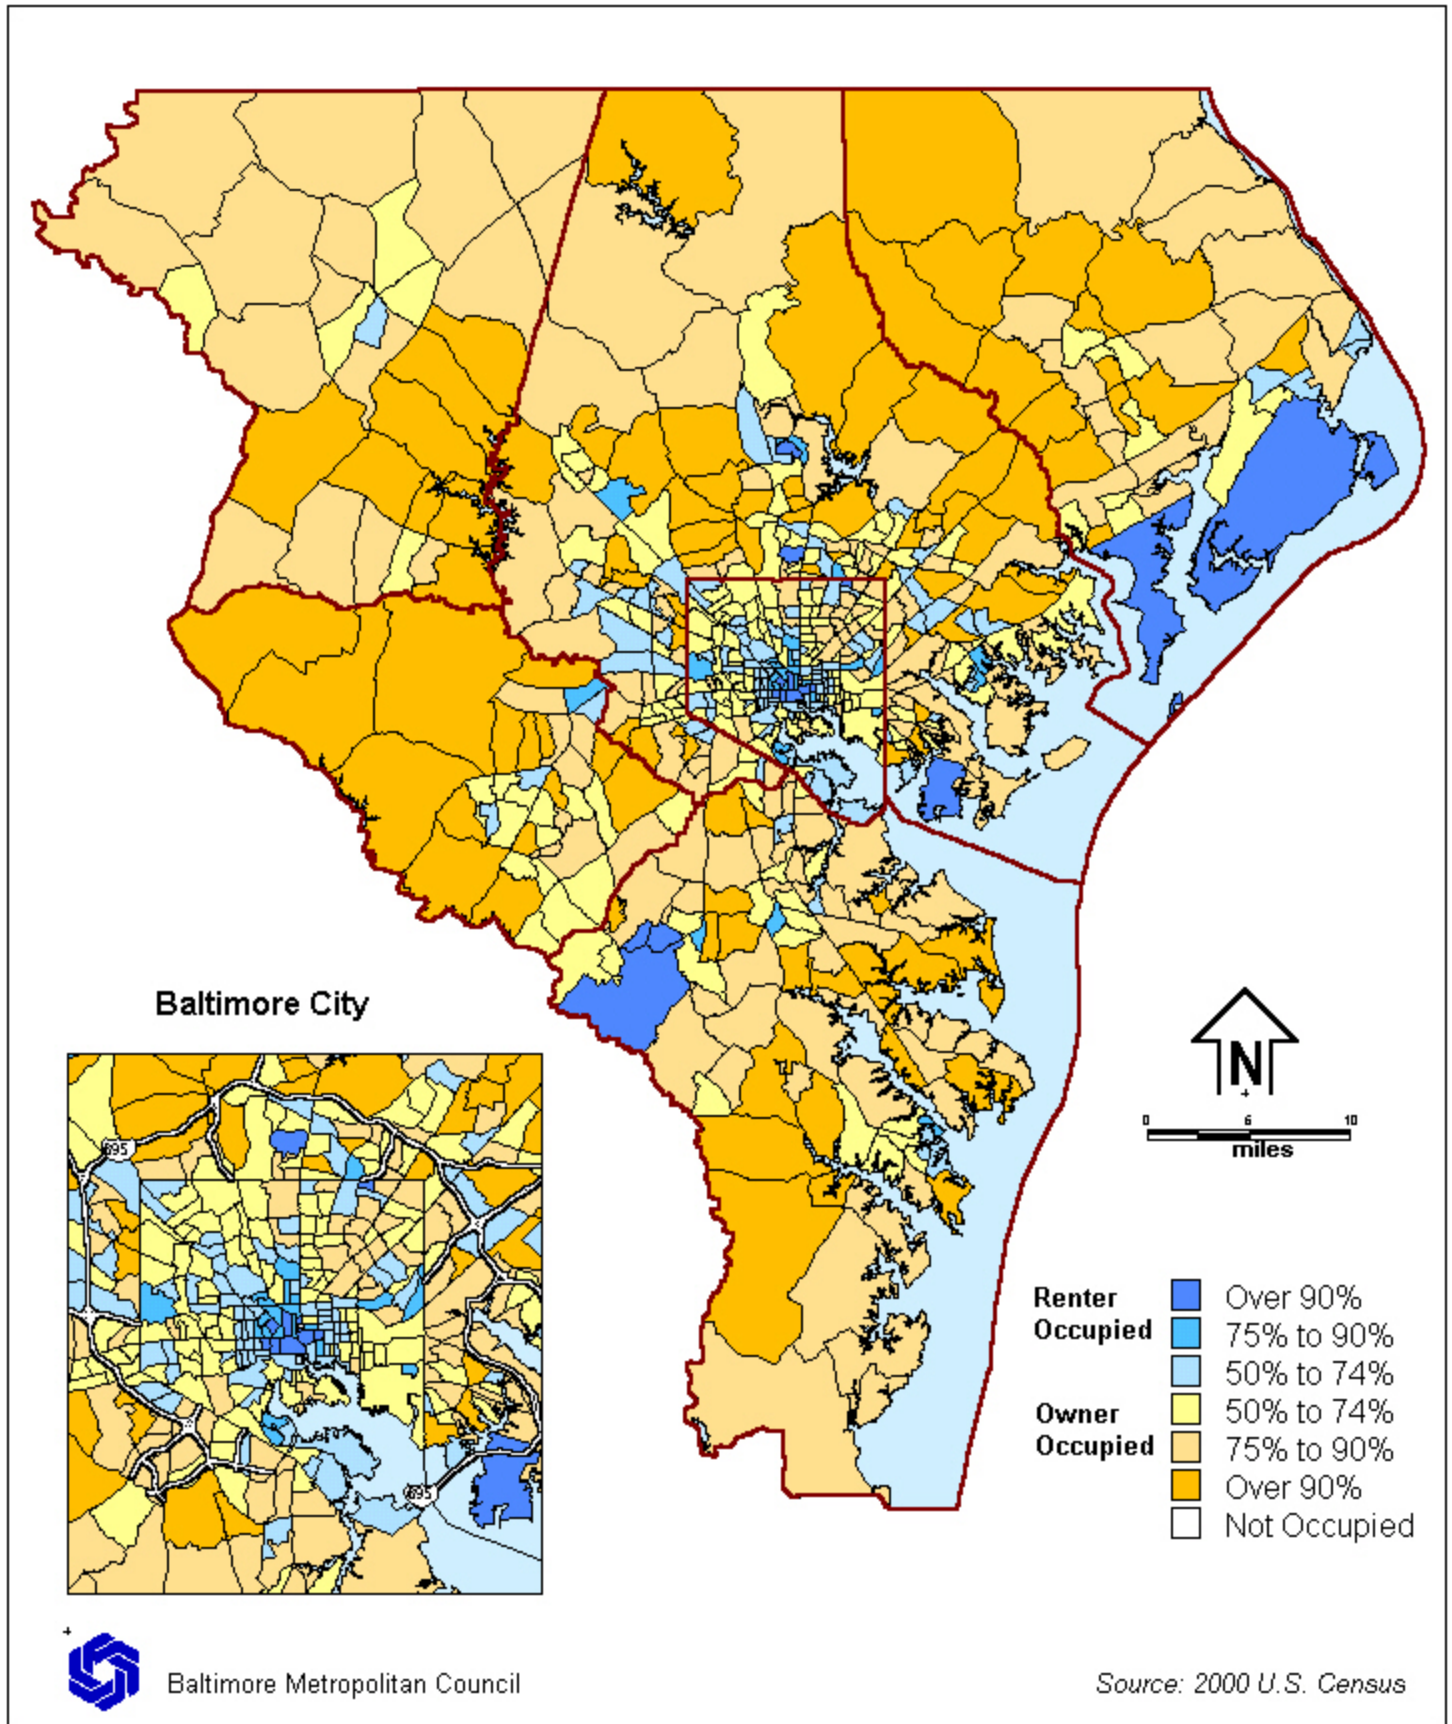 Baltimore City
695
695
N
0 6 10
miles
Renter
Occupied
Over 90%
75% to 90%
50% to 74%
Owner
Occupied
50% to 74%
75% to 90%
Over 90%
Not Occupied
Baltimore Metropolitan Council
Source: 2000 U.S. Census